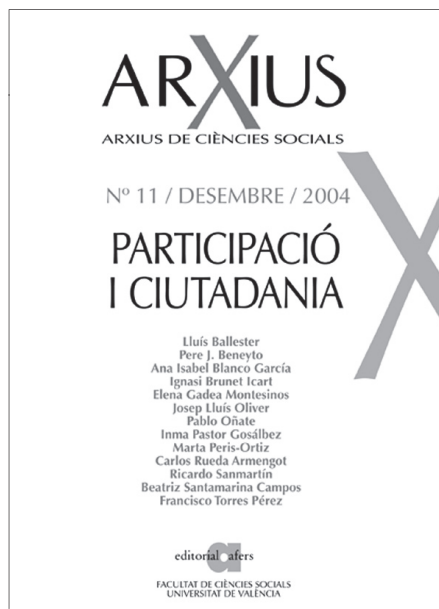 ARXIUS
ARXIUS DE CIÈNCIES SOCIALS
Nº 11 / DESEMBRE / 2004
PARTICIPACIÓ
I CIUTADANIA
Lluís Ballester
Pere J. Beneyto
Ana Isabel Blanco García
Ignasi Brunet Icart
Elena Gadea Montesinos
Josep Lluís Oliver
Pablo Oñate
Inma Pastor Gosálbez
Marta Peris-Ortiz
Carlos Rueda Armengot
Ricardo Sanmartín
Beatriz Santamarina Campos
Francisco Torres Pérez
editorial afers
FACULTAT DE CIÈNCIES SOCIALS
UNIVERSITAT DE VALÈNCIA